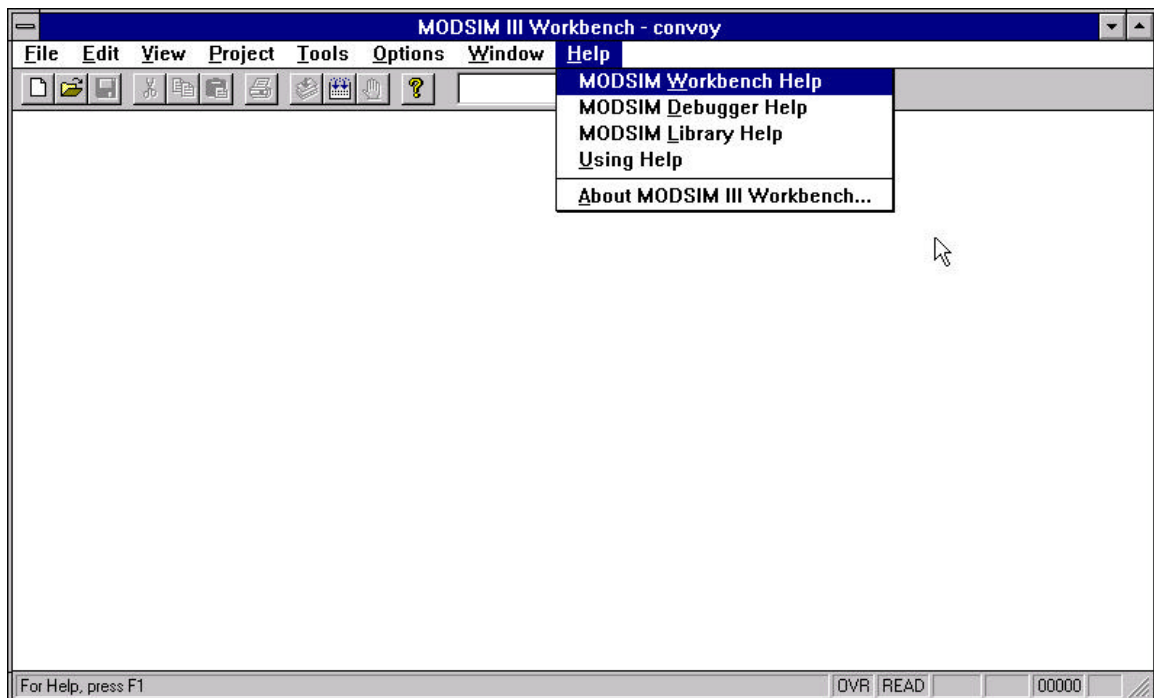 MODSIM III Workbench - convoy
File Edit View Project Tools Options Window Help
MODSIM Workbench Help
MODSIM Debugger Help
MODSIM Library Help
Using Help
About MODSIM III Workbench...
For Help, press F1 OVR READ 00000